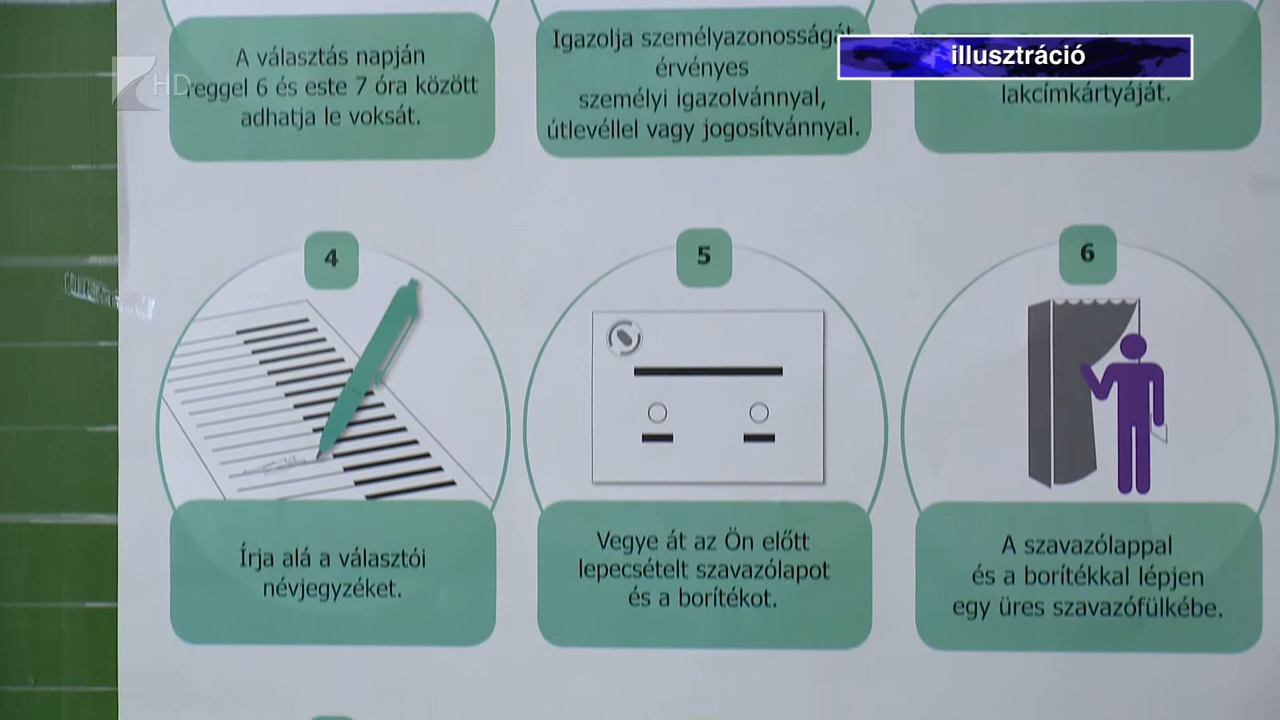 A választás napján
reggel 6 és este 7 óra között
adhatja le voksát.
Igazolja személyazonosságát
érvényes
személyi igazolvánnyal,
útlevéllel vagy jogosítvánnyal.
lakcímkártyáját.
illusztráció
HD
4
5
6
Írja alá a választói
névjegyzéket.
Vegye át az Ön előtt
lepecsételt szavazólapot
és a borítékot.
A szavazólappal
és a borítékkal lépjen
egy üres szavazófülkébe.